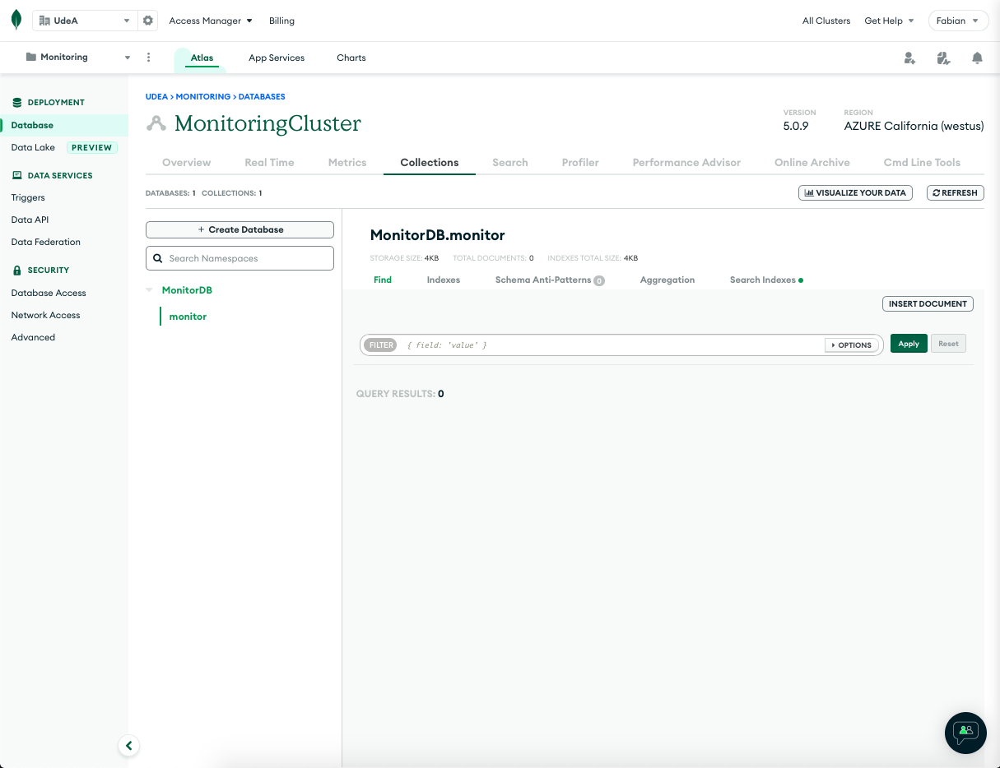 UdeA Access Manager Billing All Clusters Get Help Fabian
Monitoring Atlas App Services Charts
DEPLOYMENT
Database
Data Lake PREVIEW
DATA SERVICES
Triggers
Data API
Data Federation
SECURITY
Database Access
Network Access
Advanced
UDEA > MONITORING > DATABASES
MonitoringCluster
VERSION
5.0.9
REGION
AZURE California (westus)
Overview Real Time Metrics Collections Search Profiler Performance Advisor Online Archive Cmd Line Tools
DATABASES: 1 COLLECTIONS: 1
VISUALIZE YOUR DATA REFRESH
+ Create Database
Search Namespaces
MonitorDB
monitor
MonitorDB.monitor
STORAGE SIZE: 4KB TOTAL DOCUMENTS: 0 INDEXES TOTAL SIZE: 4KB
Find Indexes Schema Anti-Patterns 0 Aggregation Search Indexes
INSERT DOCUMENT
FILTER { field: 'value' } OPTIONS Apply Reset
QUERY RESULTS: 0